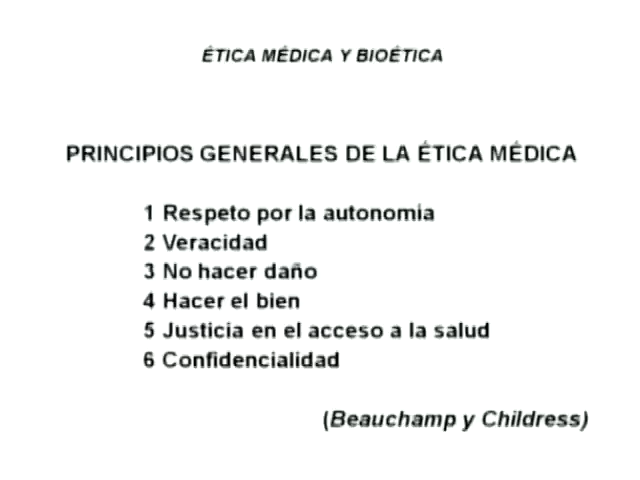 ÉTICA MÉDICA Y BIOÉTICA
PRINCIPIOS GENERALES DE LA ÉTICA MÉDICA
1 Respeto por la autonomía
2 Veracidad
3 No hacer daño
4 Hacer el bien
5 Justicia en el acceso a la salud
6 Confidencialidad
(Beauchamp y Childress)